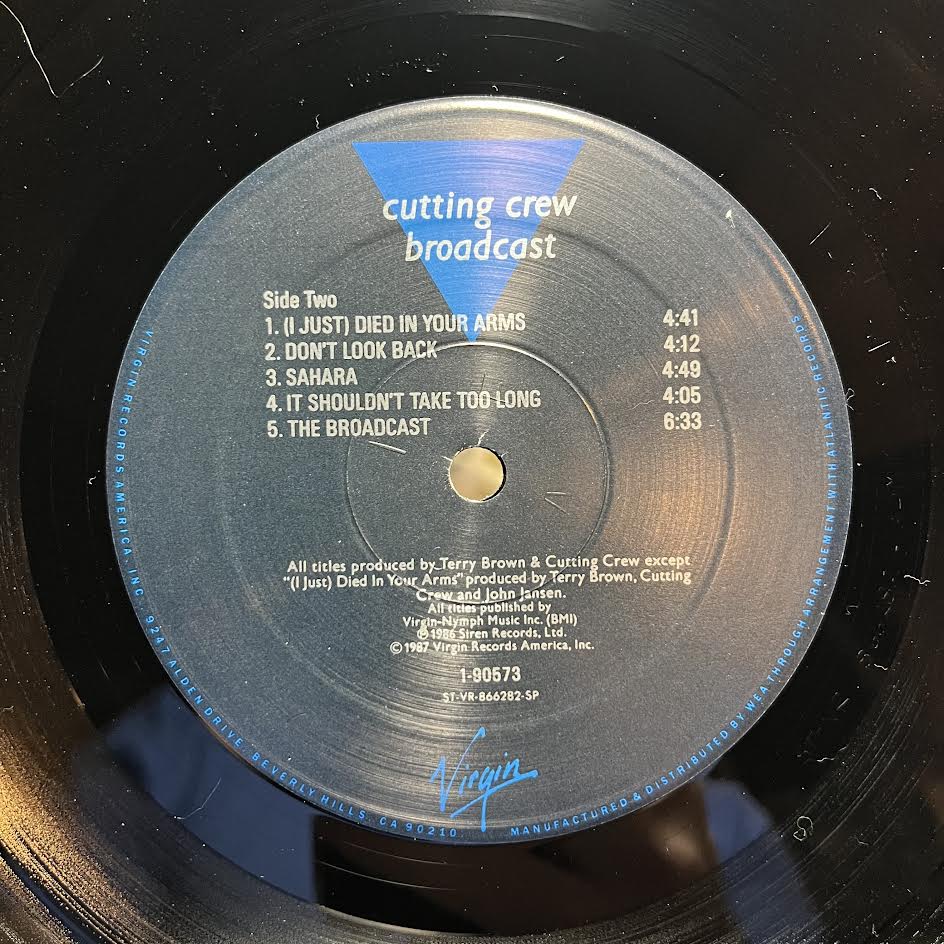 cutting crew
broadcast
Side Two
1. (I JUST) DIED IN YOUR ARMS 4:41
2. DON'T LOOK BACK 4:12
3. SAHARA 4:49
4. IT SHOULDN'T TAKE TOO LONG 4:05
5. THE BROADCAST 6:33
All titles produced by Terry Brown & Cutting Crew except
"(I Just) Died In Your Arms" produced by Terry Brown, Cutting
Crew and John Jansen.
All titles published by
Virgin-Nymph Music Inc. (BMI)
℗ 1986 Siren Records, Ltd.
© 1987 Virgin Records America, Inc.
1-90573
ST-VR-866282-SP
Virgin
VIRGIN RECORDS AMERICA, INC. 9247 ALDEN DRIVE, BEVERLY HILLS, CA 90210
MANUFACTURED & DISTRIBUTED BY WEA THROUGH ARRANGEMENT WITH ATLANTIC RECORDS